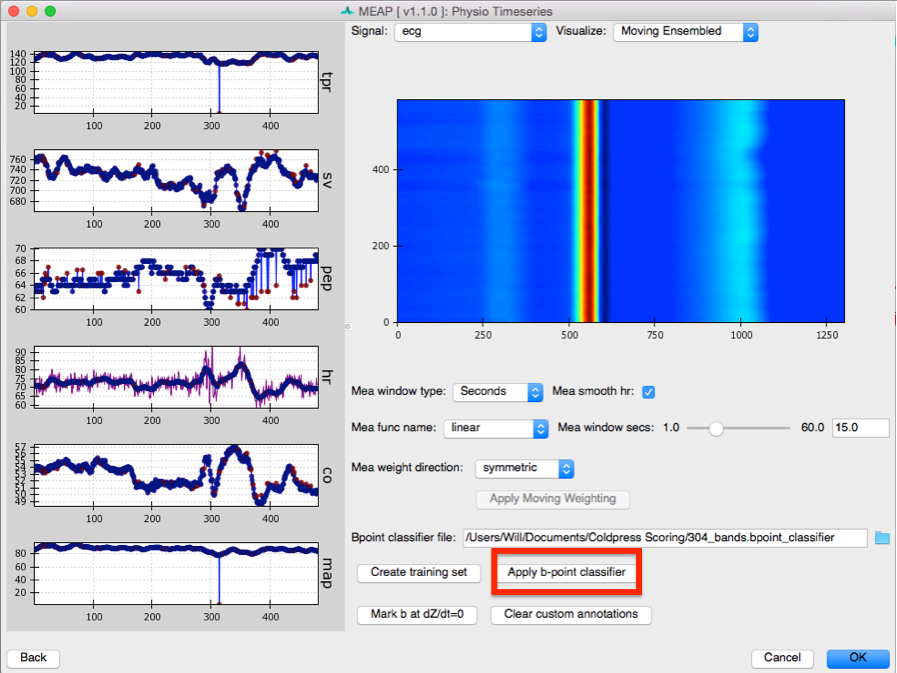 MEAP [ v1.1.0 ]: Physio Timeseries
Signal: ecg Visualize: Moving Ensembled
140
120
100
80
60
40
20
tpr
100 200 300 400
760
740
720
700
680
sv
100 200 300 400
70
68
66
64
62
60
pep
100 200 300 400
90
85
80
75
70
65
60
hr
100 200 300 400
57
56
55
54
53
52
51
50
49
co
100 200 300 400
80
60
40
20
map
100 200 300 400
400
200
0
0 250 500 750 1000 1250
Mea window type: Seconds Mea smooth hr:
Mea func name: linear Mea window secs: 1.0 60.0 15.0
Mea weight direction: symmetric
Apply Moving Weighting
Bpoint classifier file: /Users/Will/Documents/Coldpress Scoring/304_bands.bpoint_classifier
Create training set Apply b-point classifier
Mark b at dZ/dt=0 Clear custom annotations
Back Cancel OK